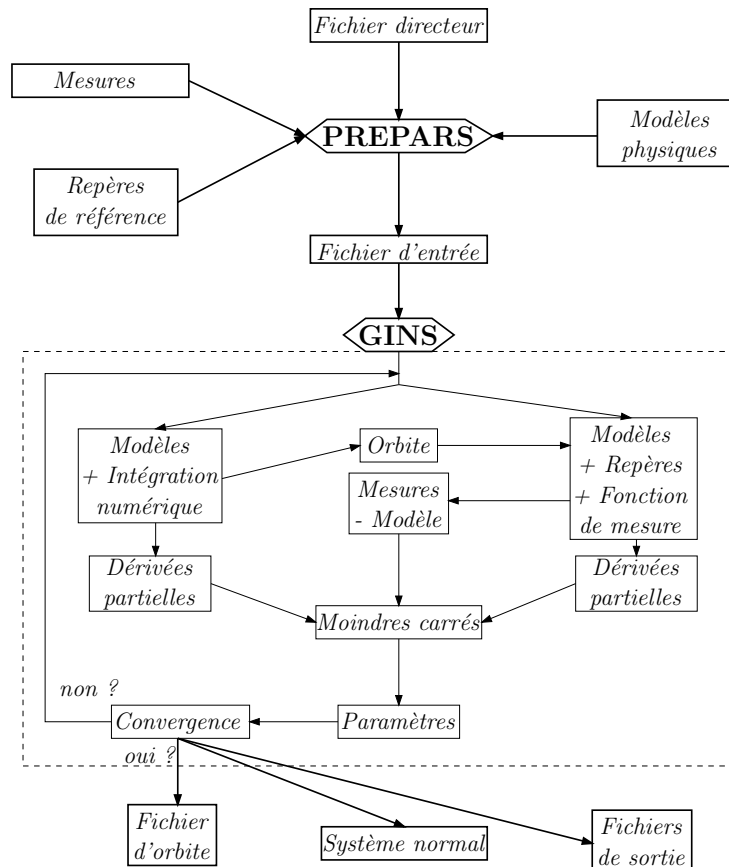 Fichier directeur
Mesures
PREPARS
Modèles
physiques
Repères
de référence
Fichier d'entrée
GINS
Modèles
+ Intégration
numérique
Orbite
Modèles
+ Repères
+ Fonction
de mesure
Mesures
- Modèle
Dérivées
partielles
Dérivées
partielles
Moindres carrés
non ?
Convergence
Paramètres
oui ?
Fichier
d'orbite
Système normal
Fichiers
de sortie